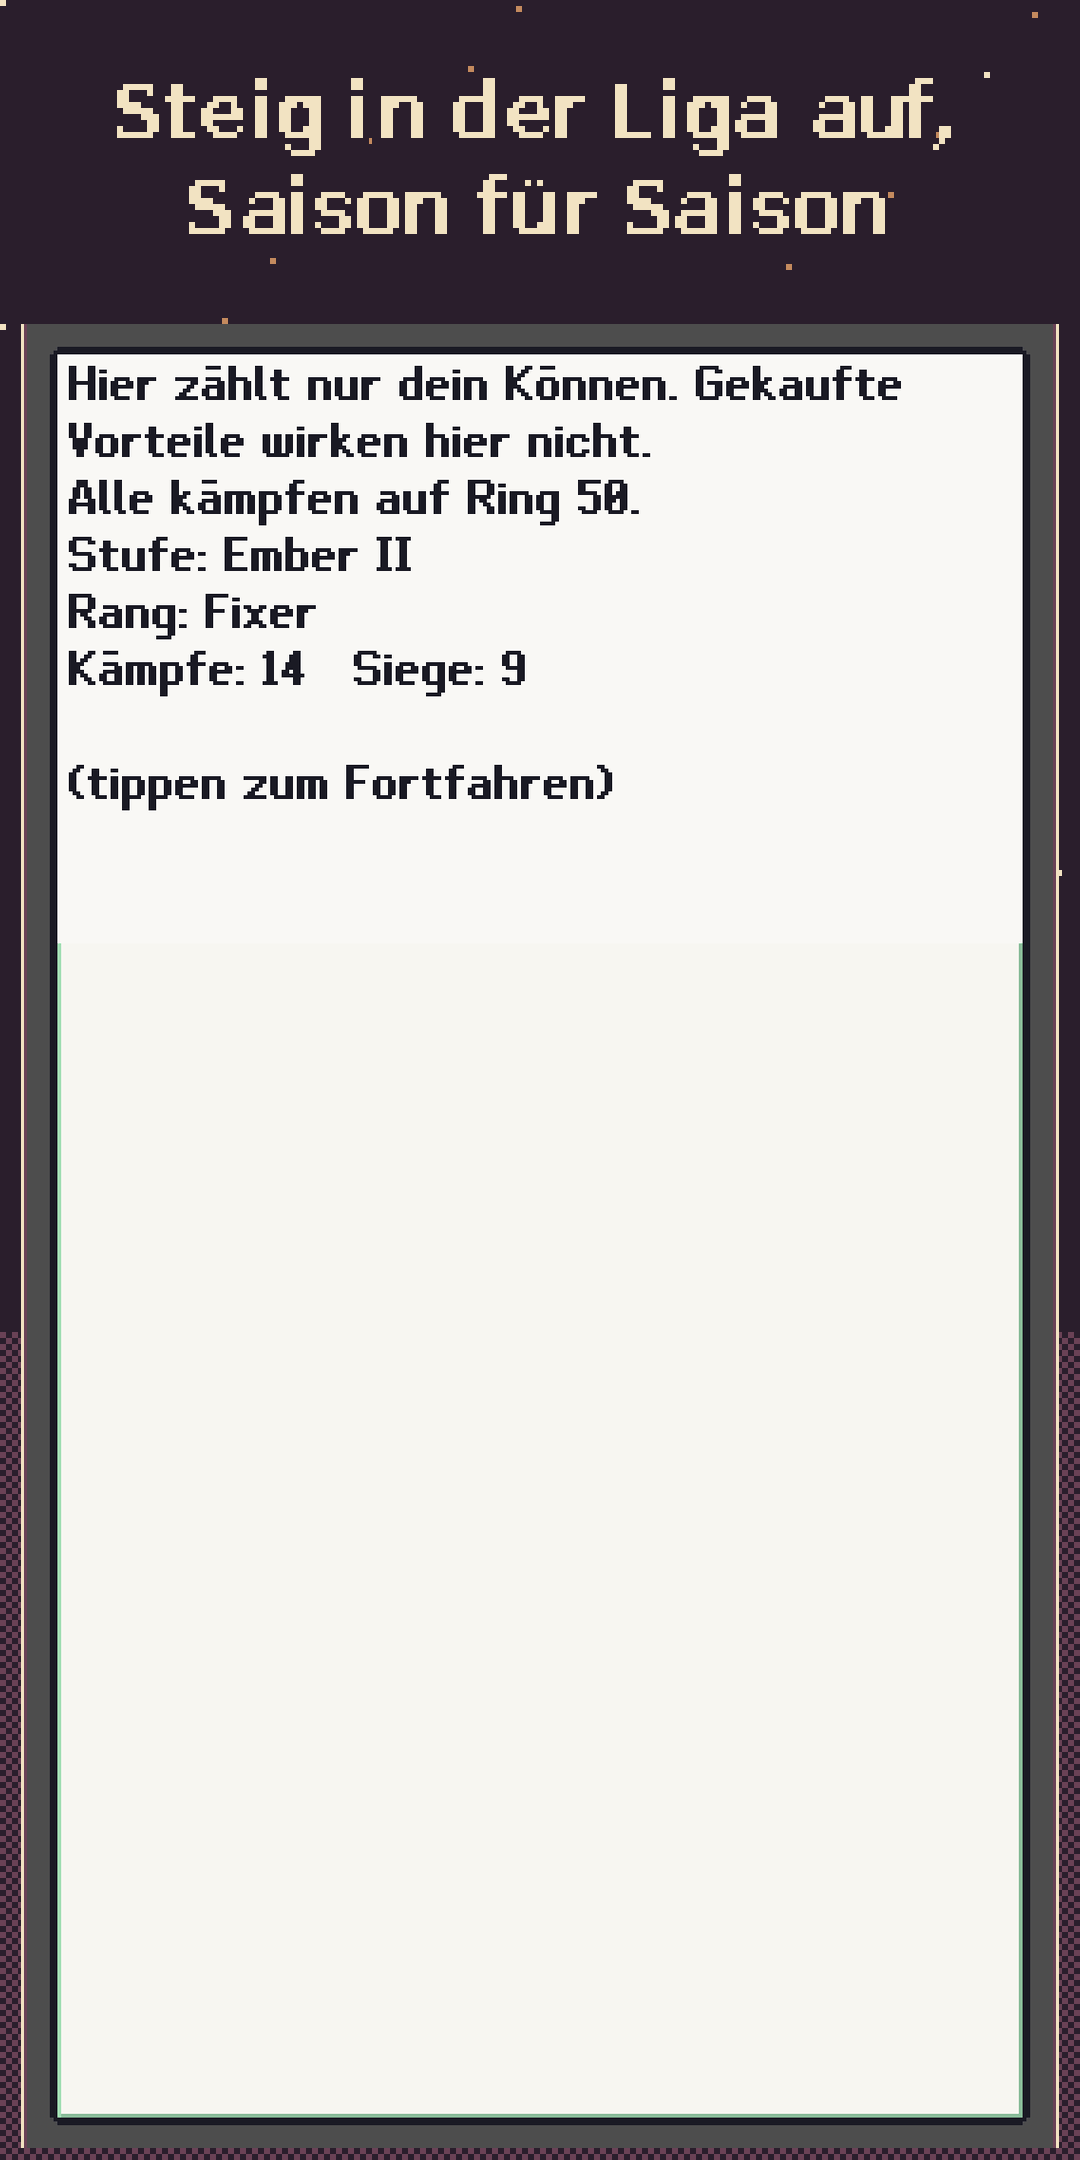 Steig in der Liga auf,
Saison für Saison
Hier zählt nur dein Können. Gekaufte
Vorteile wirken hier nicht.
Alle kämpfen auf Ring 50.
Stufe: Ember II
Rang: Fixer
Kämpfe: 14 Siege: 9
(tippen zum Fortfahren)